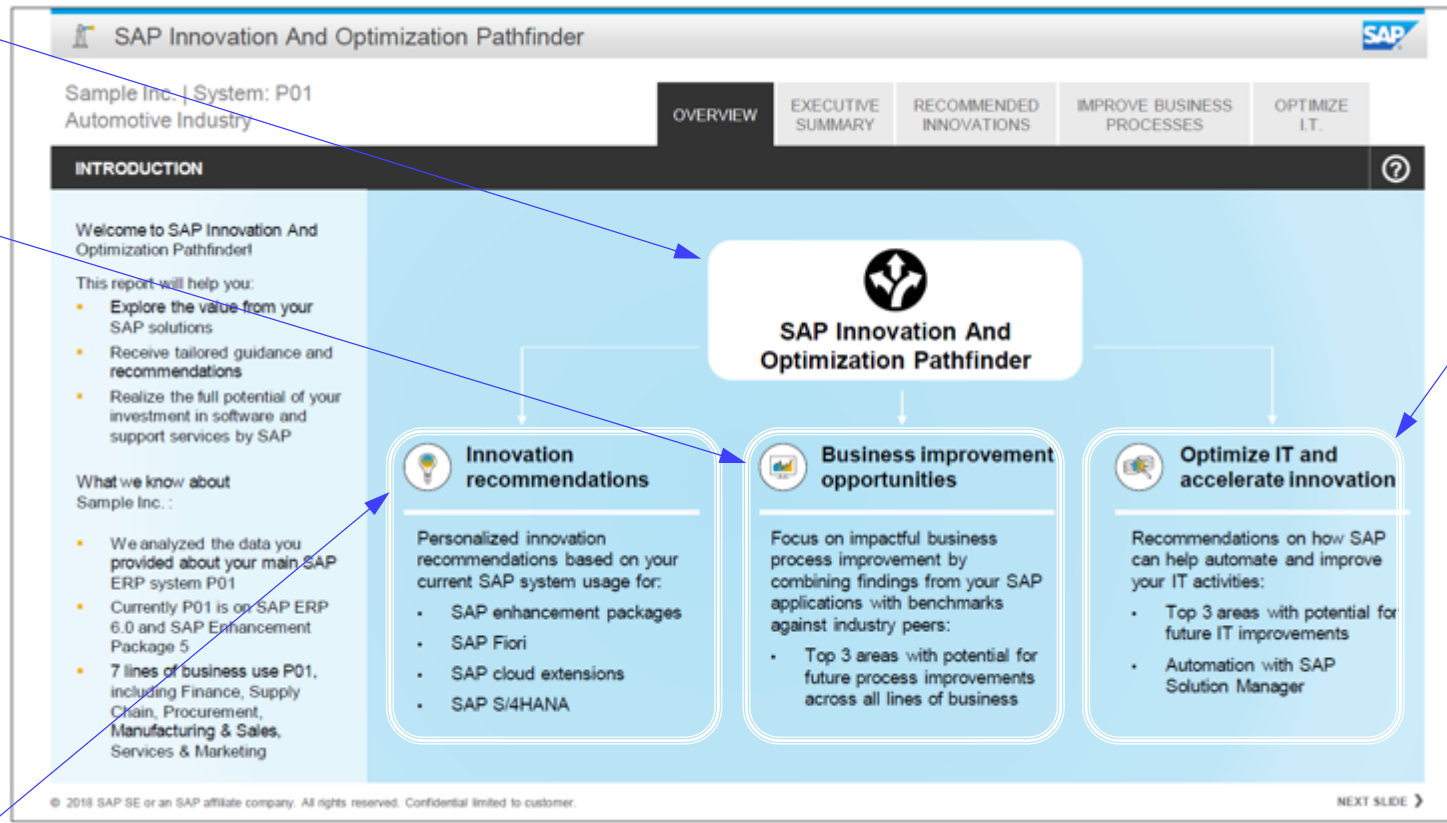 SAP Innovation And Optimization Pathfinder
SAP
Sample Inc. | System: P01
Automotive Industry
OVERVIEW
EXECUTIVE
SUMMARY
RECOMMENDED
INNOVATIONS
IMPROVE BUSINESS
PROCESSES
OPTIMIZE
I.T.
INTRODUCTION
?
Welcome to SAP Innovation And
Optimization Pathfinder!
This report will help you:
Explore the value from your
SAP solutions
Receive tailored guidance and
recommendations
Realize the full potential of your
investment in software and
support services by SAP
What we know about
Sample Inc. :
We analyzed the data you
provided about your main SAP
ERP system P01
Currently P01 is on SAP ERP
6.0 and SAP Enhancement
Package 5
7 lines of business use P01,
including Finance, Supply
Chain, Procurement,
Manufacturing & Sales,
Services & Marketing
SAP Innovation And
Optimization Pathfinder
Innovation
recommendations
Personalized innovation
recommendations based on your
current SAP system usage for:
• SAP enhancement packages
• SAP Fiori
• SAP cloud extensions
• SAP S/4HANA
Business improvement
opportunities
Focus on impactful business
process improvement by
combining findings from your SAP
applications with benchmarks
against industry peers:
• Top 3 areas with potential for
future process improvements
across all lines of business
Optimize IT and
accelerate innovation
Recommendations on how SAP
can help automate and improve
your IT activities:
• Top 3 areas with potential for
future IT improvements
• Automation with SAP
Solution Manager
© 2018 SAP SE or an SAP affiliate company. All rights reserved. Confidential limited to customer.
NEXT SLIDE ❯